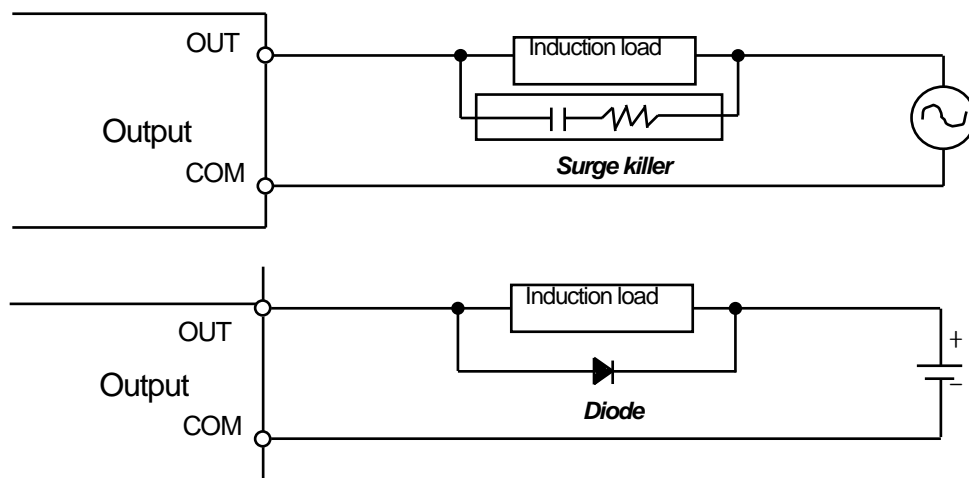 OUT
Induction load
Output
COM
Surge killer
Induction load
OUT
+
Output
−
Diode
COM